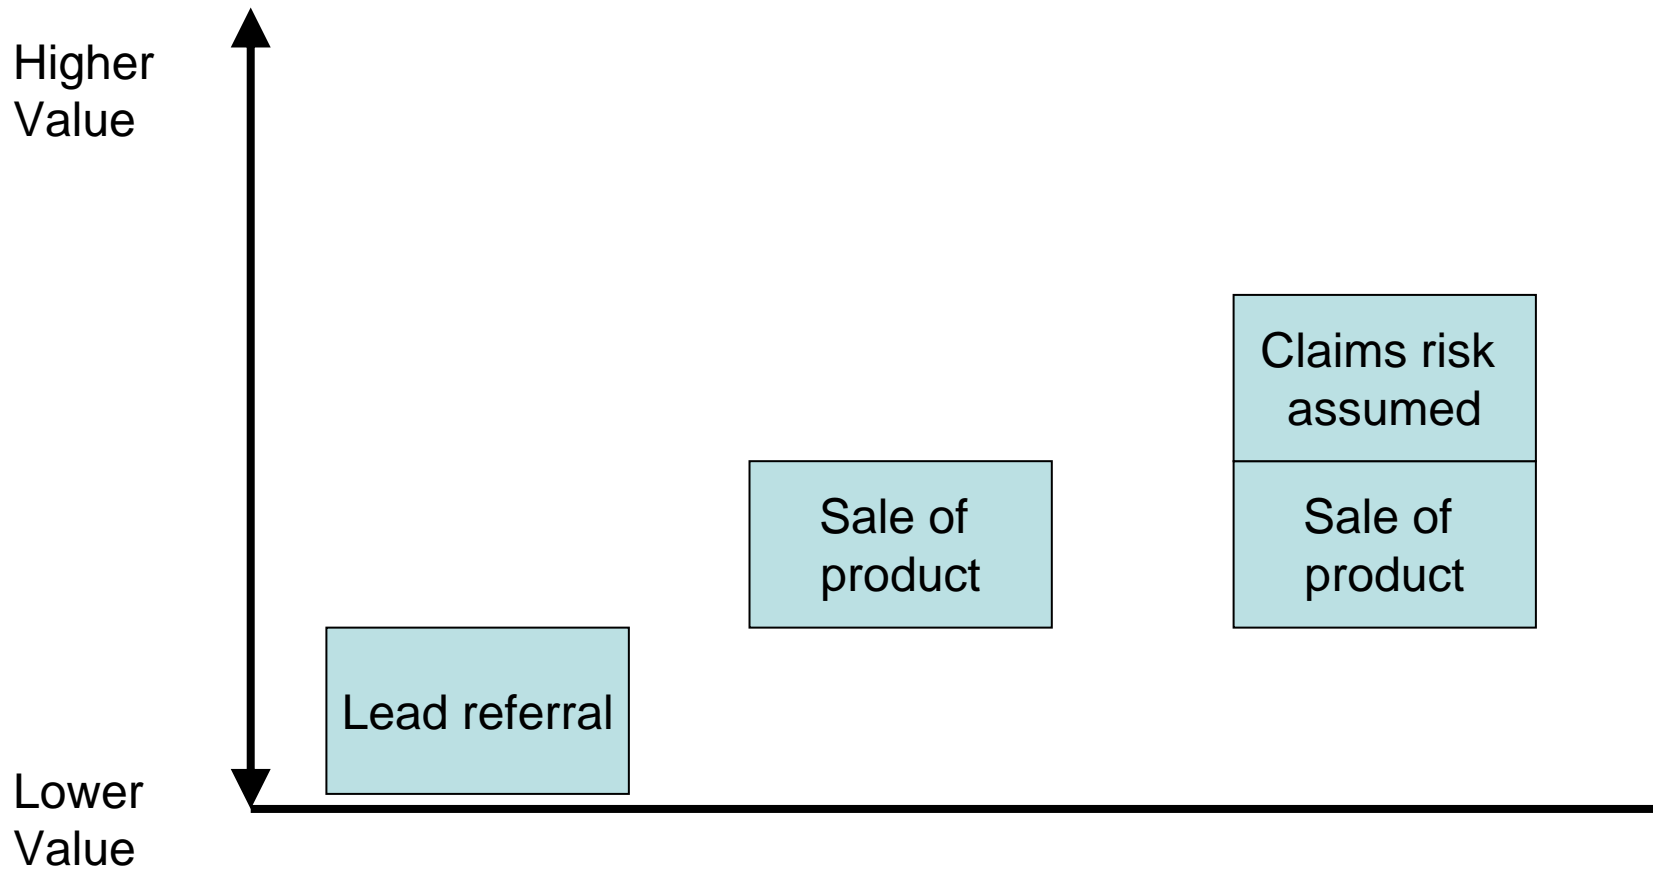 Higher
Value
Claims risk
assumed
Sale of
product
Sale of
product
Lead referral
Lower
Value